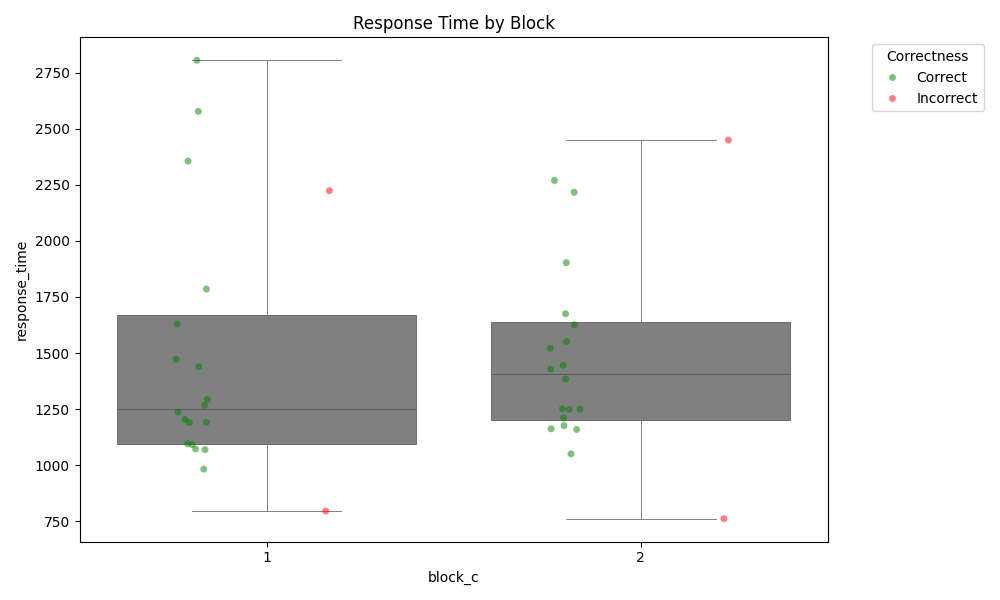 Response Time by Block
Correctness
Correct
Incorrect
2750
2500
2250
2000
1750
1500
1250
1000
750
response_time
1 2
block_c